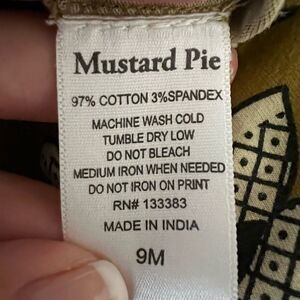 Mustard Pie
97% COTTON 3%SPANDEX
MACHINE WASH COLD
TUMBLE DRY LOW
DO NOT BLEACH
MEDIUM IRON WHEN NEEDED
DO NOT IRON ON PRINT
RN# 133383
MADE IN INDIA
9M